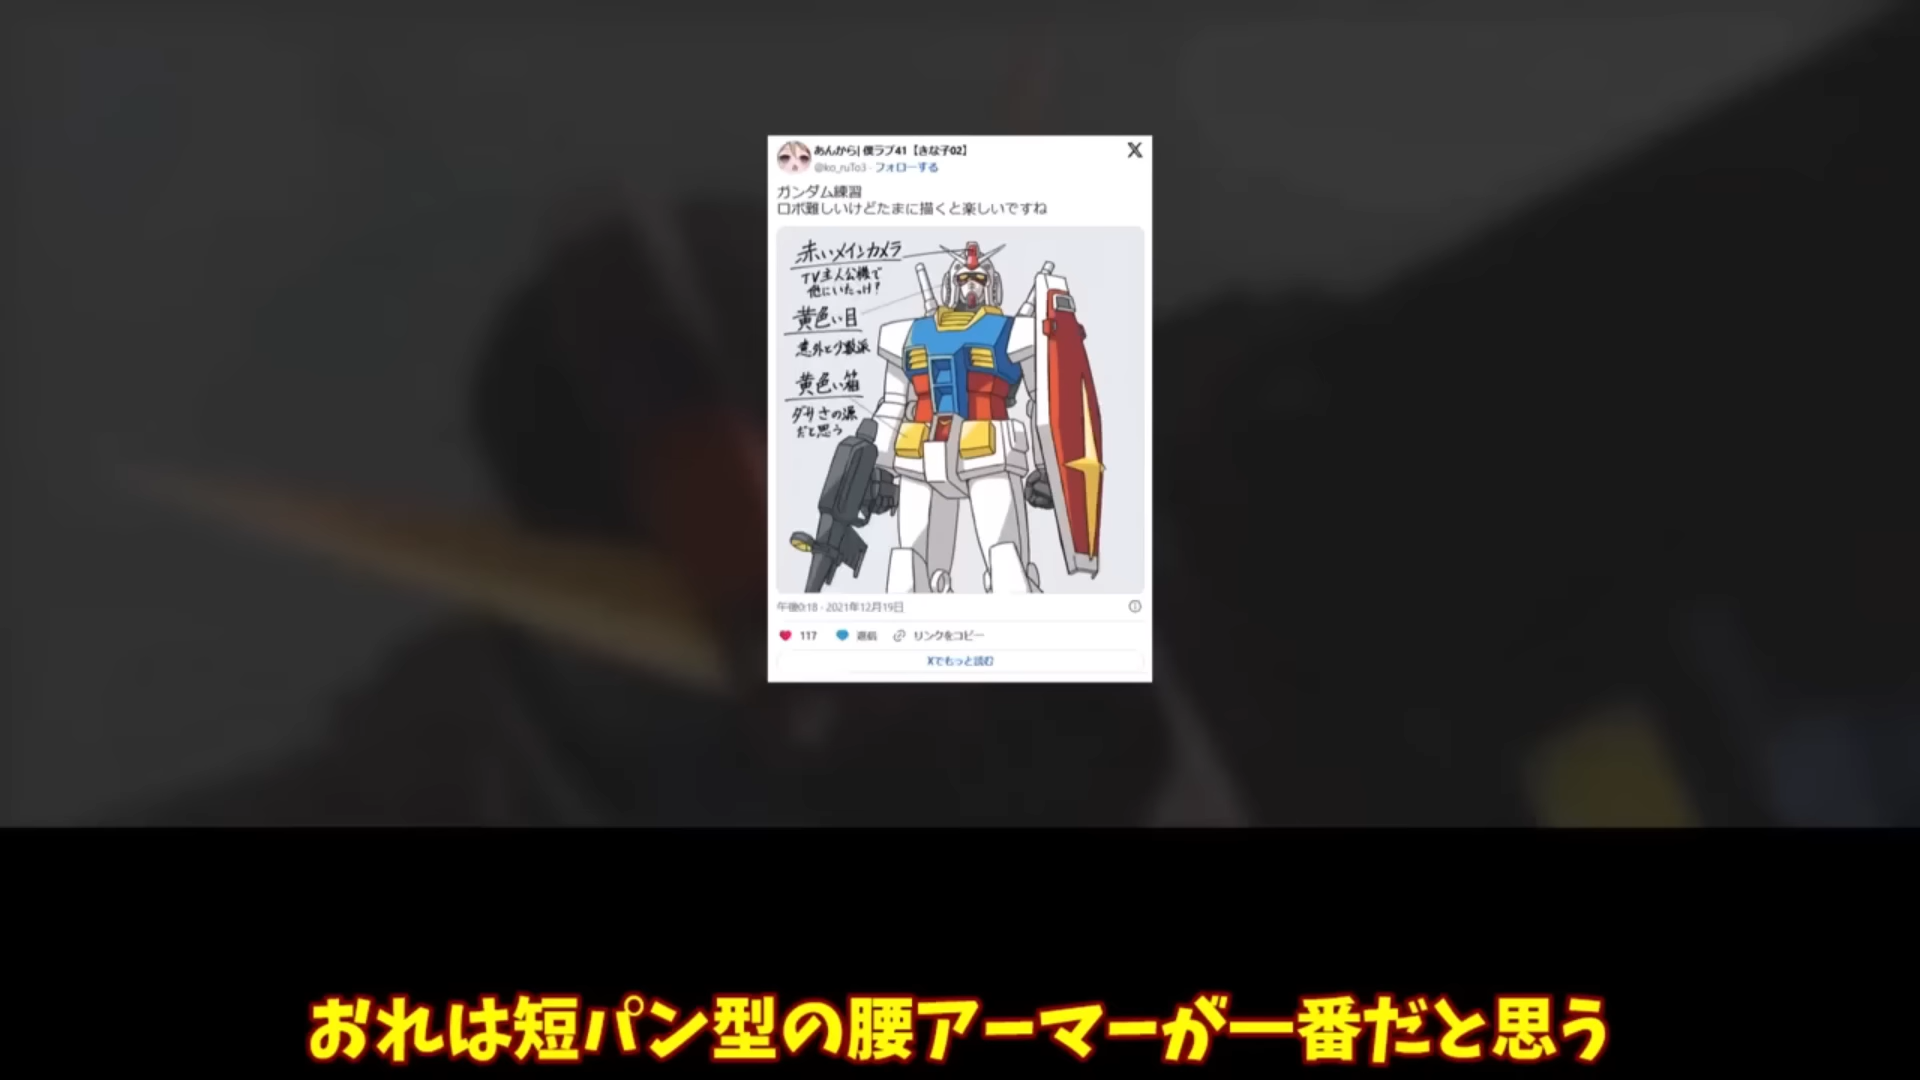 あんから| 僕ラブ41【きな子02】
@ko_ruTo3 · フォローする
ガンダム練習
ロボ難しいけどたまに描くと楽しいですね
赤いメインカメラ
TV主人公機で
他にいたっけ?
黄色い目
意外と少数派
黄色い箱
ダサさの源
だと思う
午後0:18 · 2021年12月19日
117 返信 リンクをコピー
Xでもっと読む
おれは短パン型の腰アーマーが一番だと思う